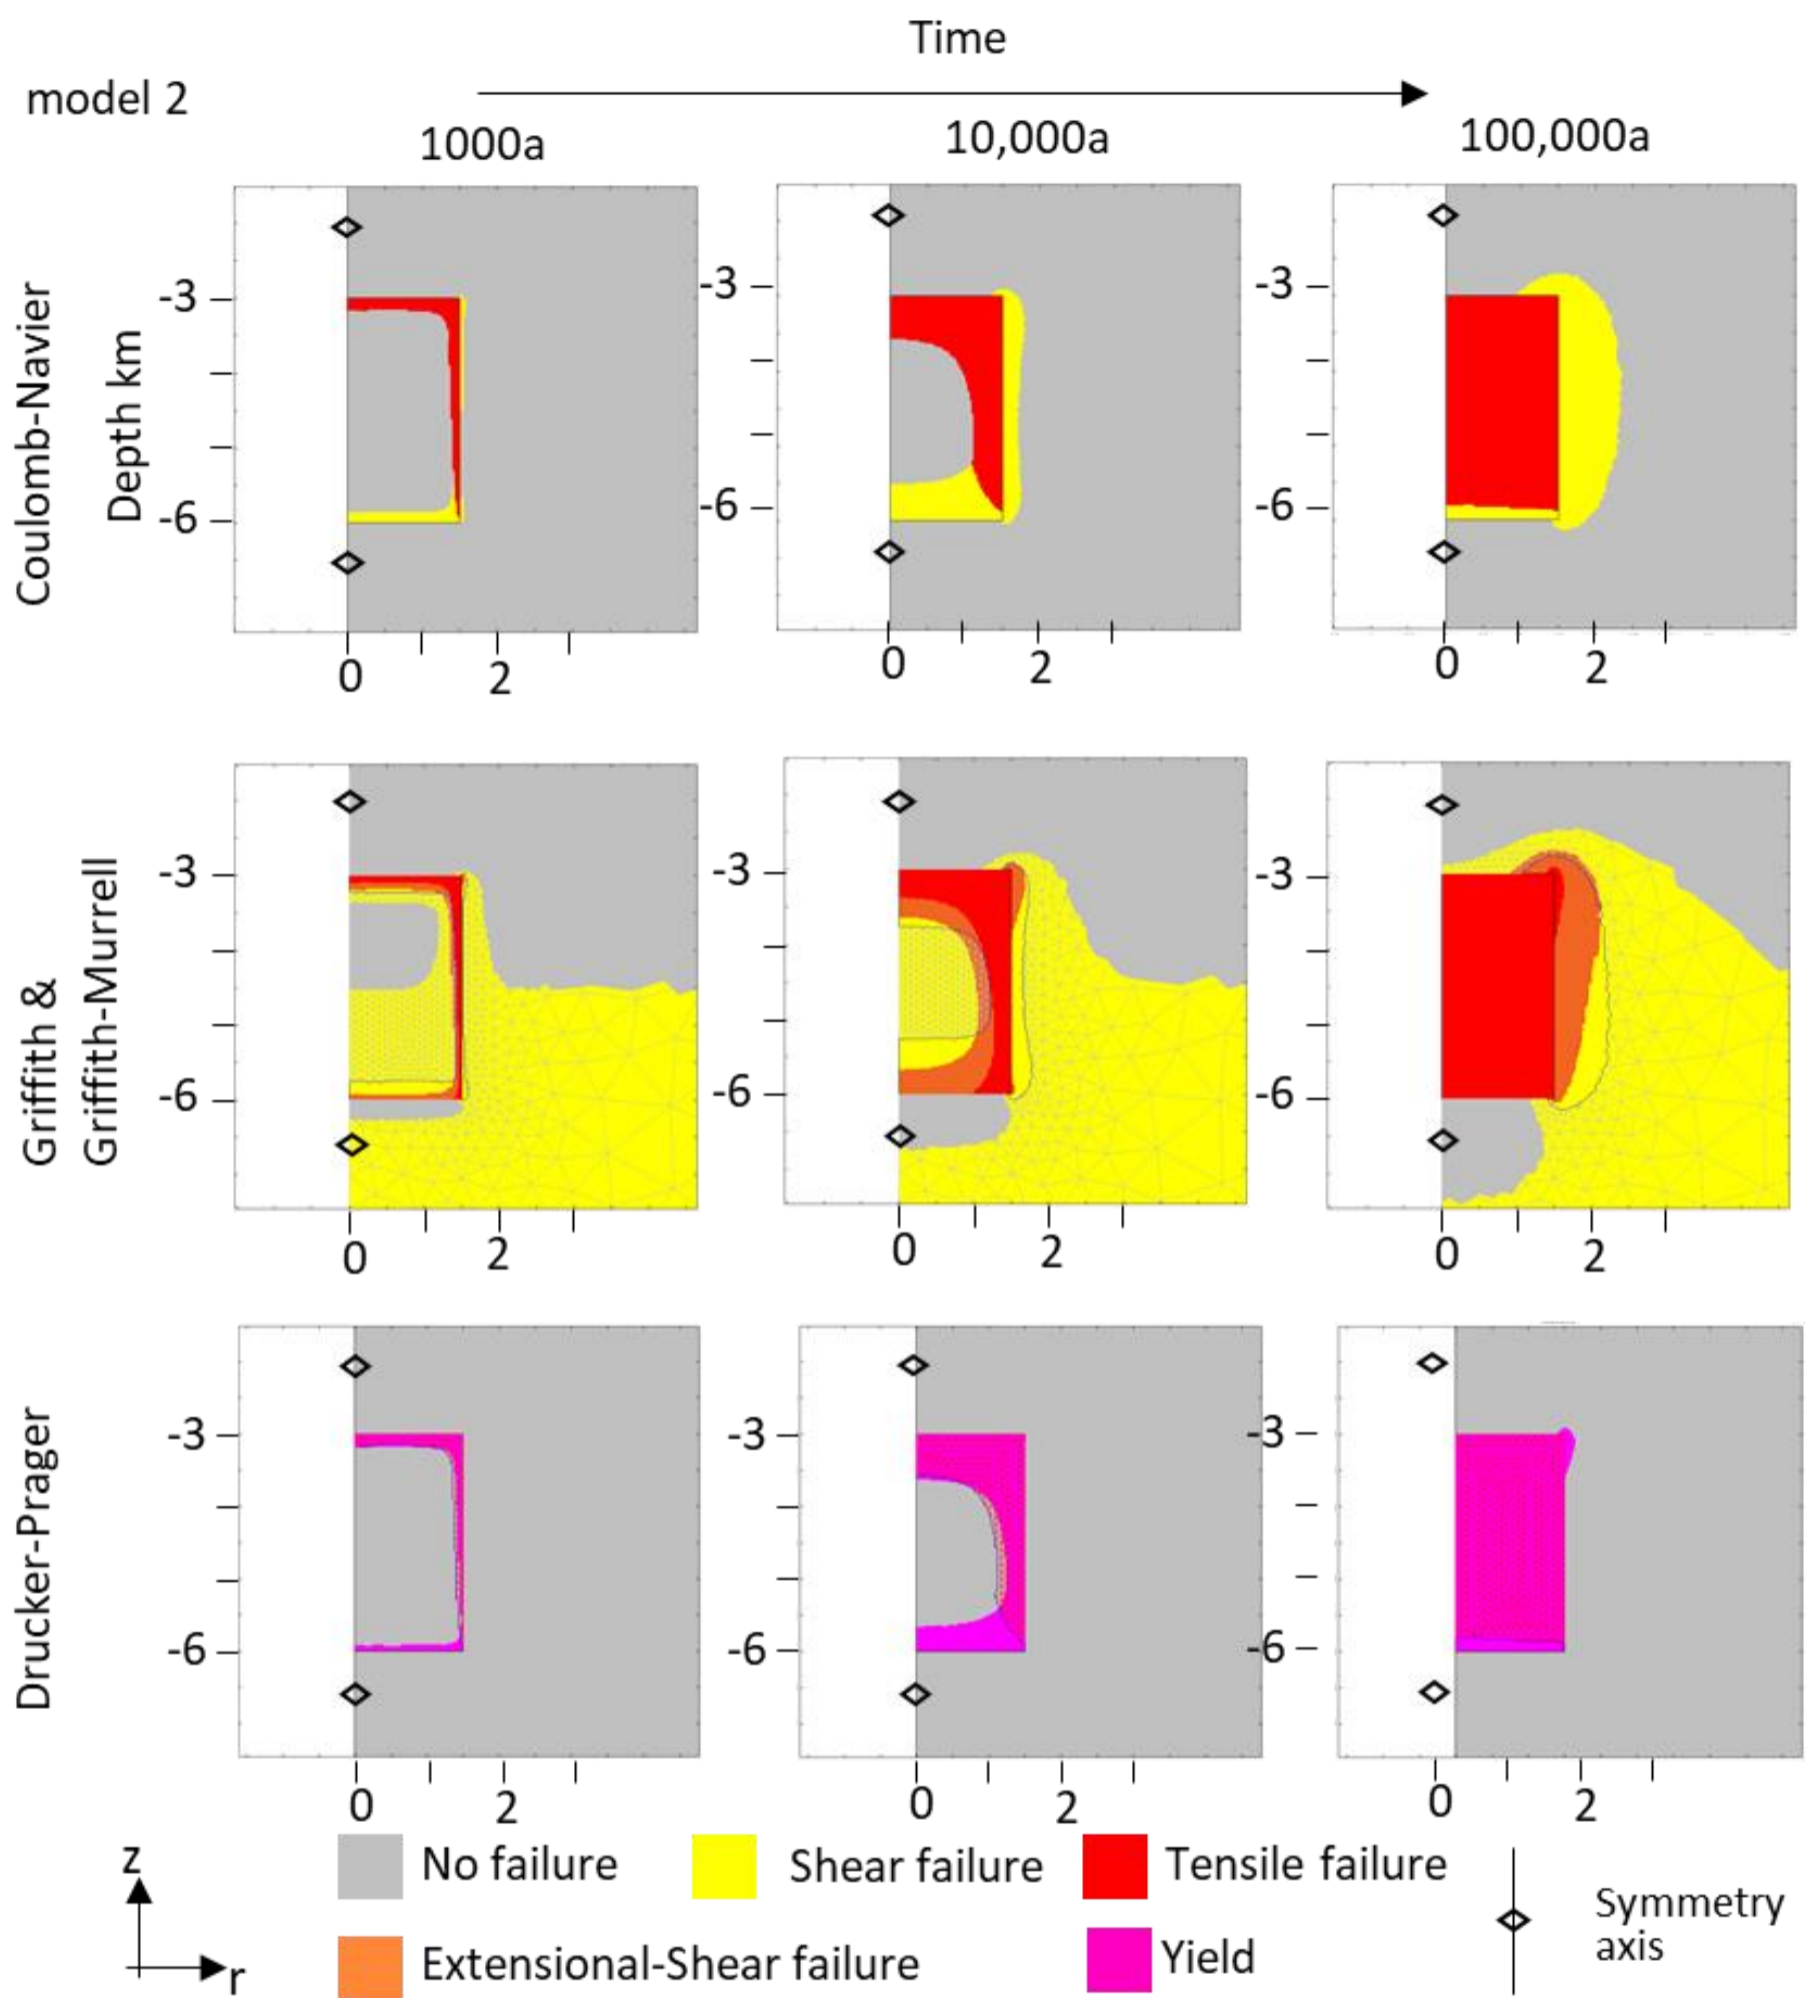 Time
model 2
1000a 10,000a 100,000a
Coulomb-Navier
Depth km
-3 -3 -3
-6 -6 -6
0 2 0 2 0 2
Griffith &
Griffith-Murrell
-3 -3 -3
-6 -6 -6
0 2 0 2 0 2
Drucker-Prager
-3 -3 -3
-6 -6 -6
0 2 0 2 0 2
z
r
No failure Shear failure Tensile failure
Extensional-Shear failure Yield
Symmetry
axis